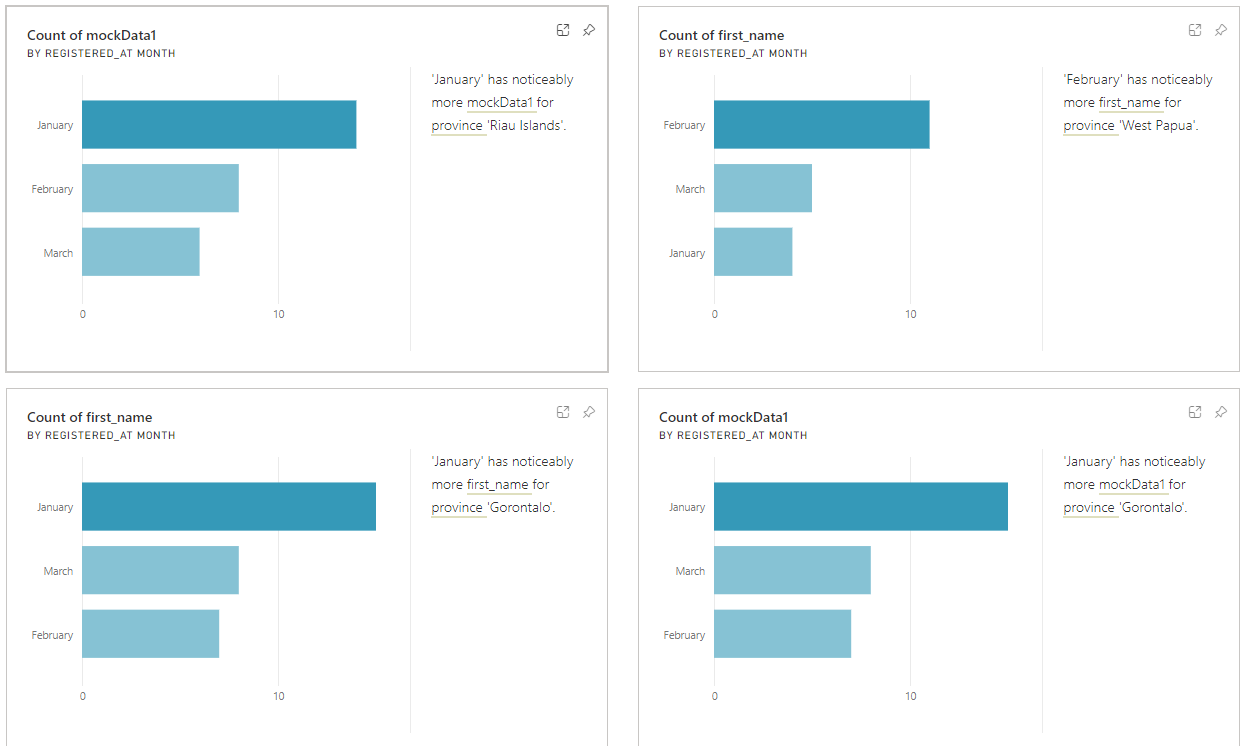 Count of mockData1
BY REGISTERED_AT MONTH
January
February
March
0
10
'January' has noticeably
more mockData1 for
province 'Riau Islands'.
Count of first_name
BY REGISTERED_AT MONTH
February
March
January
0
10
'February' has noticeably
more first_name for
province 'West Papua'.
Count of first_name
BY REGISTERED_AT MONTH
January
March
February
0
10
'January' has noticeably
more first_name for
province 'Gorontalo'.
Count of mockData1
BY REGISTERED_AT MONTH
January
March
February
0
10
'January' has noticeably
more mockData1 for
province 'Gorontalo'.